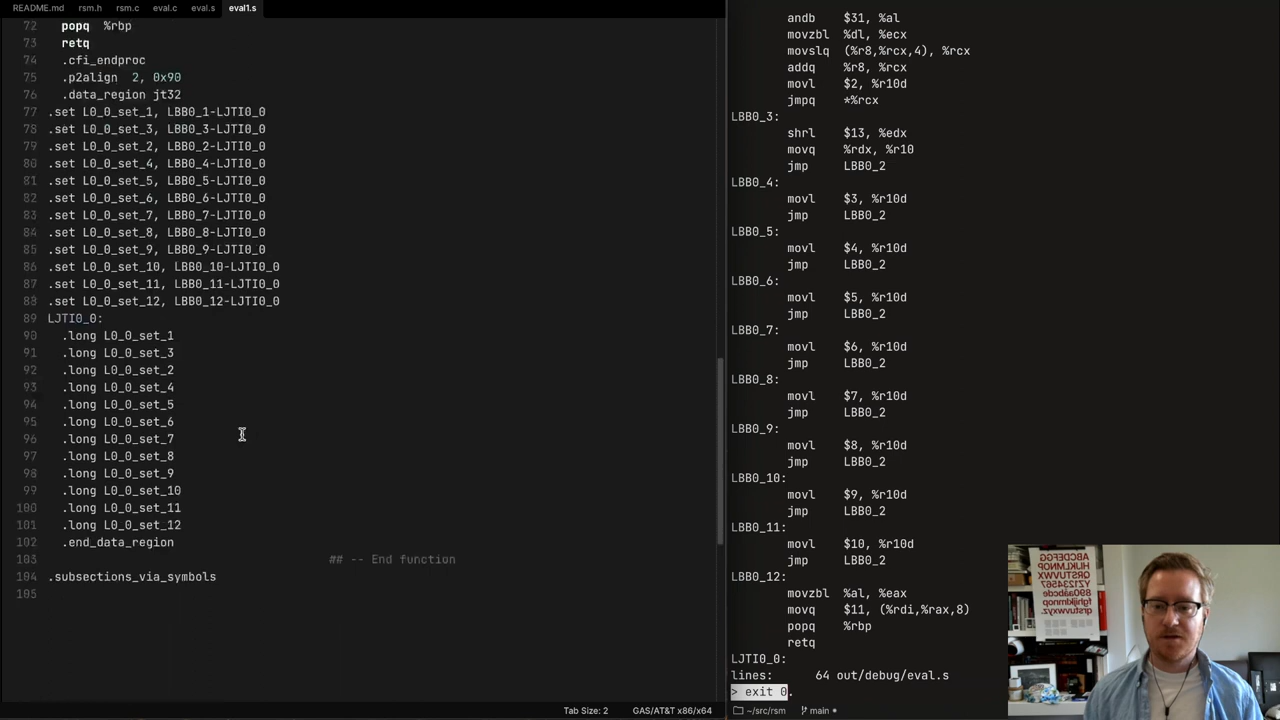 README.md rsm.h rsm.c eval.c eval.s eval1.s
72 popq %rbp
73 retq
74 .cfi_endproc
75 .p2align 2, 0x90
76 .data_region jt32
77 .set L0_0_set_1, LBB0_1-LJTI0_0
78 .set L0_0_set_3, LBB0_3-LJTI0_0
79 .set L0_0_set_2, LBB0_2-LJTI0_0
80 .set L0_0_set_4, LBB0_4-LJTI0_0
81 .set L0_0_set_5, LBB0_5-LJTI0_0
82 .set L0_0_set_6, LBB0_6-LJTI0_0
83 .set L0_0_set_7, LBB0_7-LJTI0_0
84 .set L0_0_set_8, LBB0_8-LJTI0_0
85 .set L0_0_set_9, LBB0_9-LJTI0_0
86 .set L0_0_set_10, LBB0_10-LJTI0_0
87 .set L0_0_set_11, LBB0_11-LJTI0_0
88 .set L0_0_set_12, LBB0_12-LJTI0_0
89 LJTI0_0:
90 .long L0_0_set_1
91 .long L0_0_set_3
92 .long L0_0_set_2
93 .long L0_0_set_4
94 .long L0_0_set_5
95 .long L0_0_set_6
96 .long L0_0_set_7
97 .long L0_0_set_8
98 .long L0_0_set_9
99 .long L0_0_set_10
100 .long L0_0_set_11
101 .long L0_0_set_12
102 .end_data_region
103 ## -- End function
104 .subsections_via_symbols
105
Tab Size: 2 GAS/AT&T x86/x64
andb $31, %al
movzbl %dl, %ecx
movslq (%r8,%rcx,4), %rcx
addq %r8, %rcx
movl $2, %r10d
jmpq *%rcx
LBB0_3:
shrl $13, %edx
movq %rdx, %r10
jmp LBB0_2
LBB0_4:
movl $3, %r10d
jmp LBB0_2
LBB0_5:
movl $4, %r10d
jmp LBB0_2
LBB0_6:
movl $5, %r10d
jmp LBB0_2
LBB0_7:
movl $6, %r10d
jmp LBB0_2
LBB0_8:
movl $7, %r10d
jmp LBB0_2
LBB0_9:
movl $8, %r10d
jmp LBB0_2
LBB0_10:
movl $9, %r10d
jmp LBB0_2
LBB0_11:
movl $10, %r10d
jmp LBB0_2
LBB0_12:
movzbl %al, %eax
movq $11, (%rdi,%rax,8)
popq %rbp
retq
LJTI0_0:
lines: 64 out/debug/eval.s
> exit 0.
~/src/rsm main